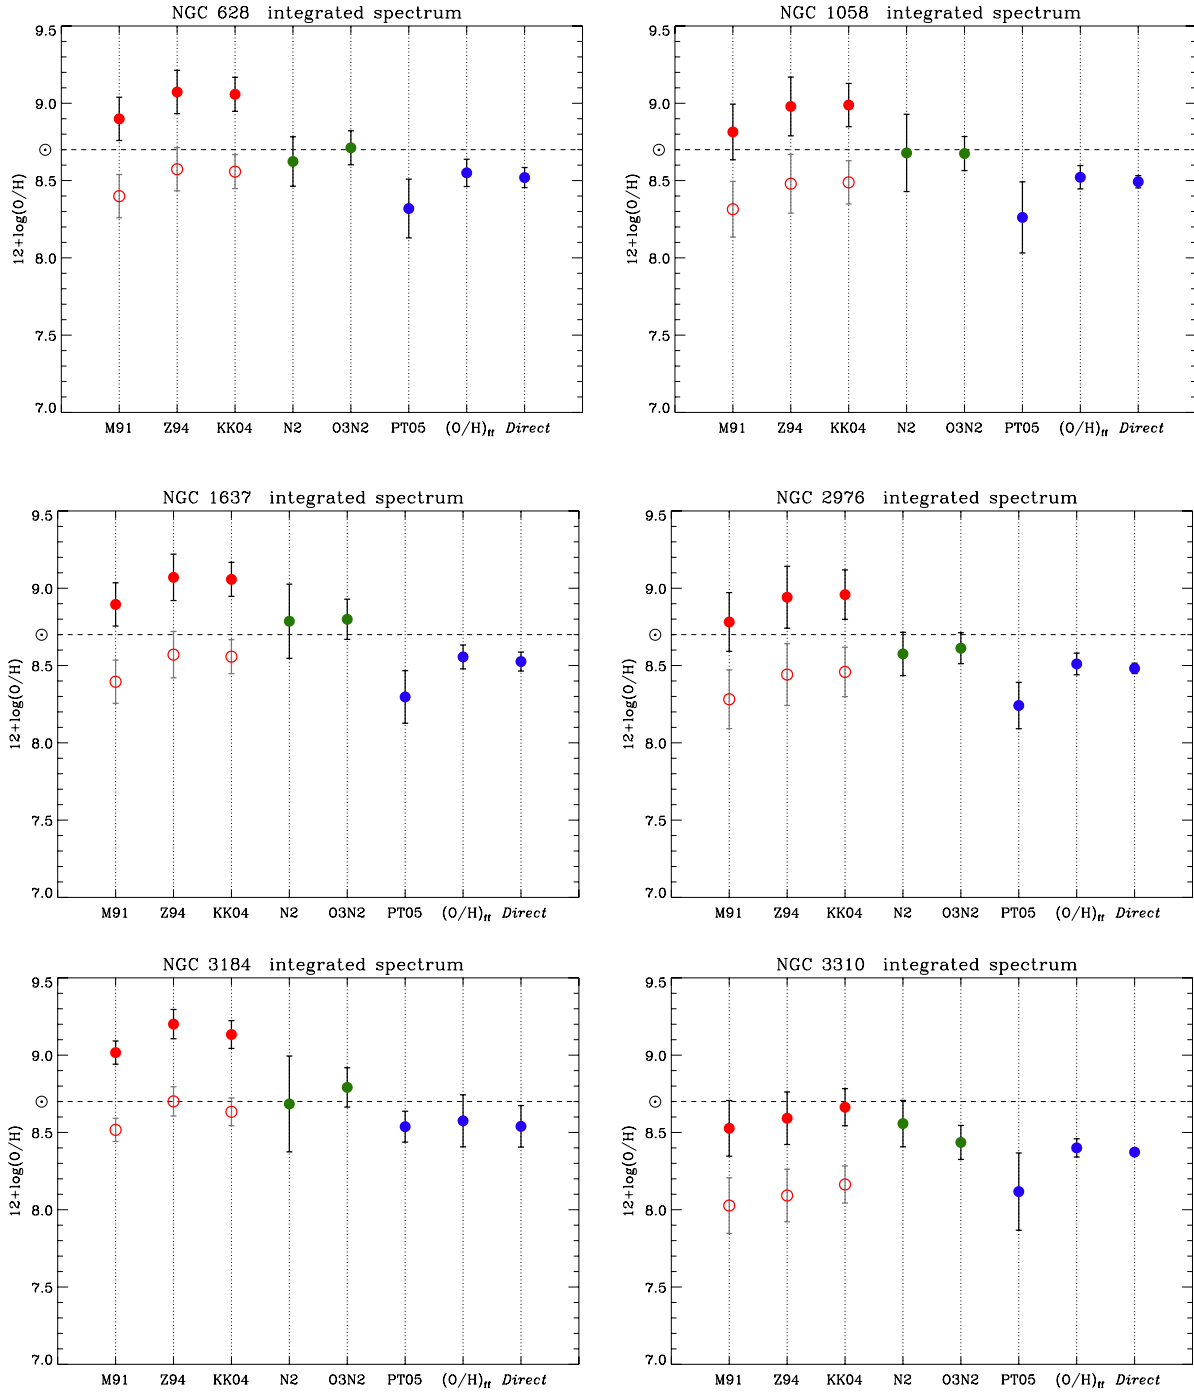 NGC 628 integrated spectrum
9.5
9.0
8.5
8.0
7.5
7.0
⊙
12+log(O/H)
M91 Z94 KK04 N2 O3N2 PT05 (O/H)ff Direct
NGC 1058 integrated spectrum
9.5
9.0
8.5
8.0
7.5
7.0
⊙
12+log(O/H)
M91 Z94 KK04 N2 O3N2 PT05 (O/H)ff Direct
NGC 1637 integrated spectrum
9.5
9.0
8.5
8.0
7.5
7.0
⊙
12+log(O/H)
M91 Z94 KK04 N2 O3N2 PT05 (O/H)ff Direct
NGC 2976 integrated spectrum
9.5
9.0
8.5
8.0
7.5
7.0
⊙
12+log(O/H)
M91 Z94 KK04 N2 O3N2 PT05 (O/H)ff Direct
NGC 3184 integrated spectrum
9.5
9.0
8.5
8.0
7.5
7.0
⊙
12+log(O/H)
M91 Z94 KK04 N2 O3N2 PT05 (O/H)ff Direct
NGC 3310 integrated spectrum
9.5
9.0
8.5
8.0
7.5
7.0
⊙
12+log(O/H)
M91 Z94 KK04 N2 O3N2 PT05 (O/H)ff Direct